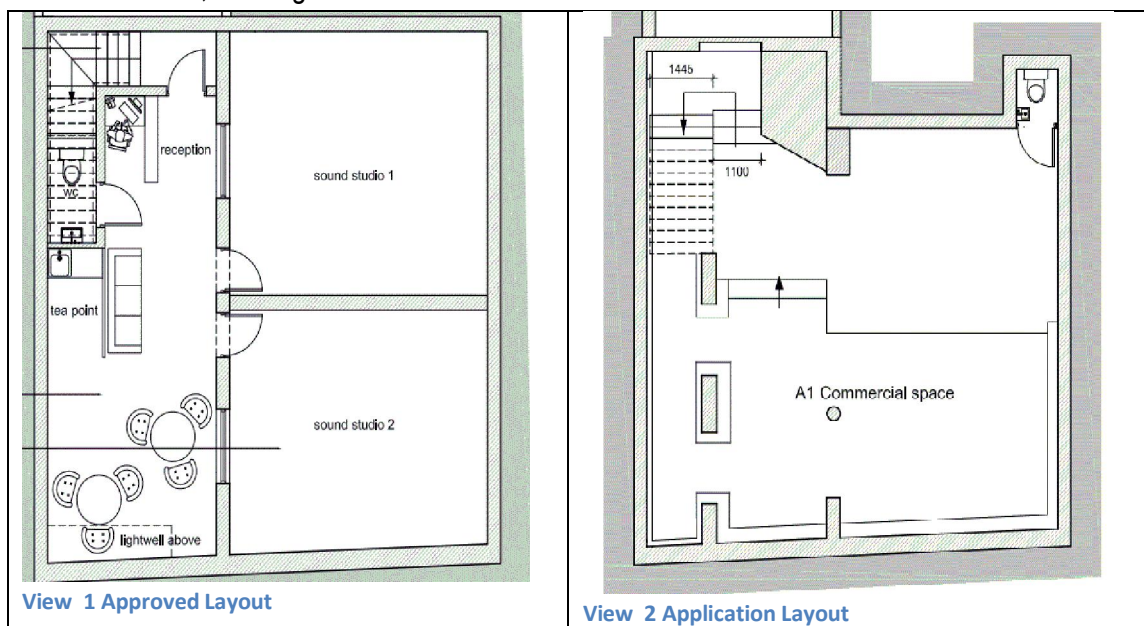 reception
sound studio 1
wc
tea point
sound studio 2
lightwell above
View 1 Approved Layout
1445
1100
A1 Commercial space
View 2 Application Layout